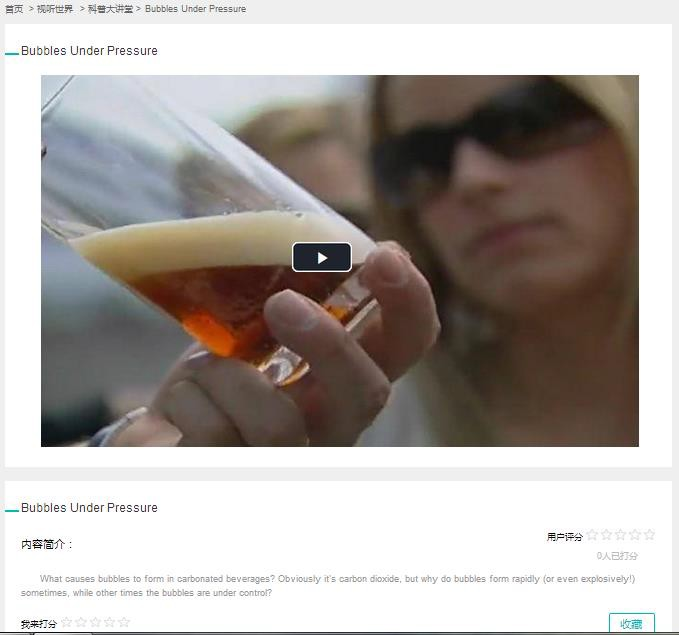 首页 > 视听世界 > 科普大讲堂 > Bubbles Under Pressure
Bubbles Under Pressure
Bubbles Under Pressure
用户评分
内容简介：
0人已打分
What causes bubbles to form in carbonated beverages? Obviously it's carbon dioxide, but why do bubbles form rapidly (or even explosively!)
sometimes, while other times the bubbles are under control?
我来打分
收藏